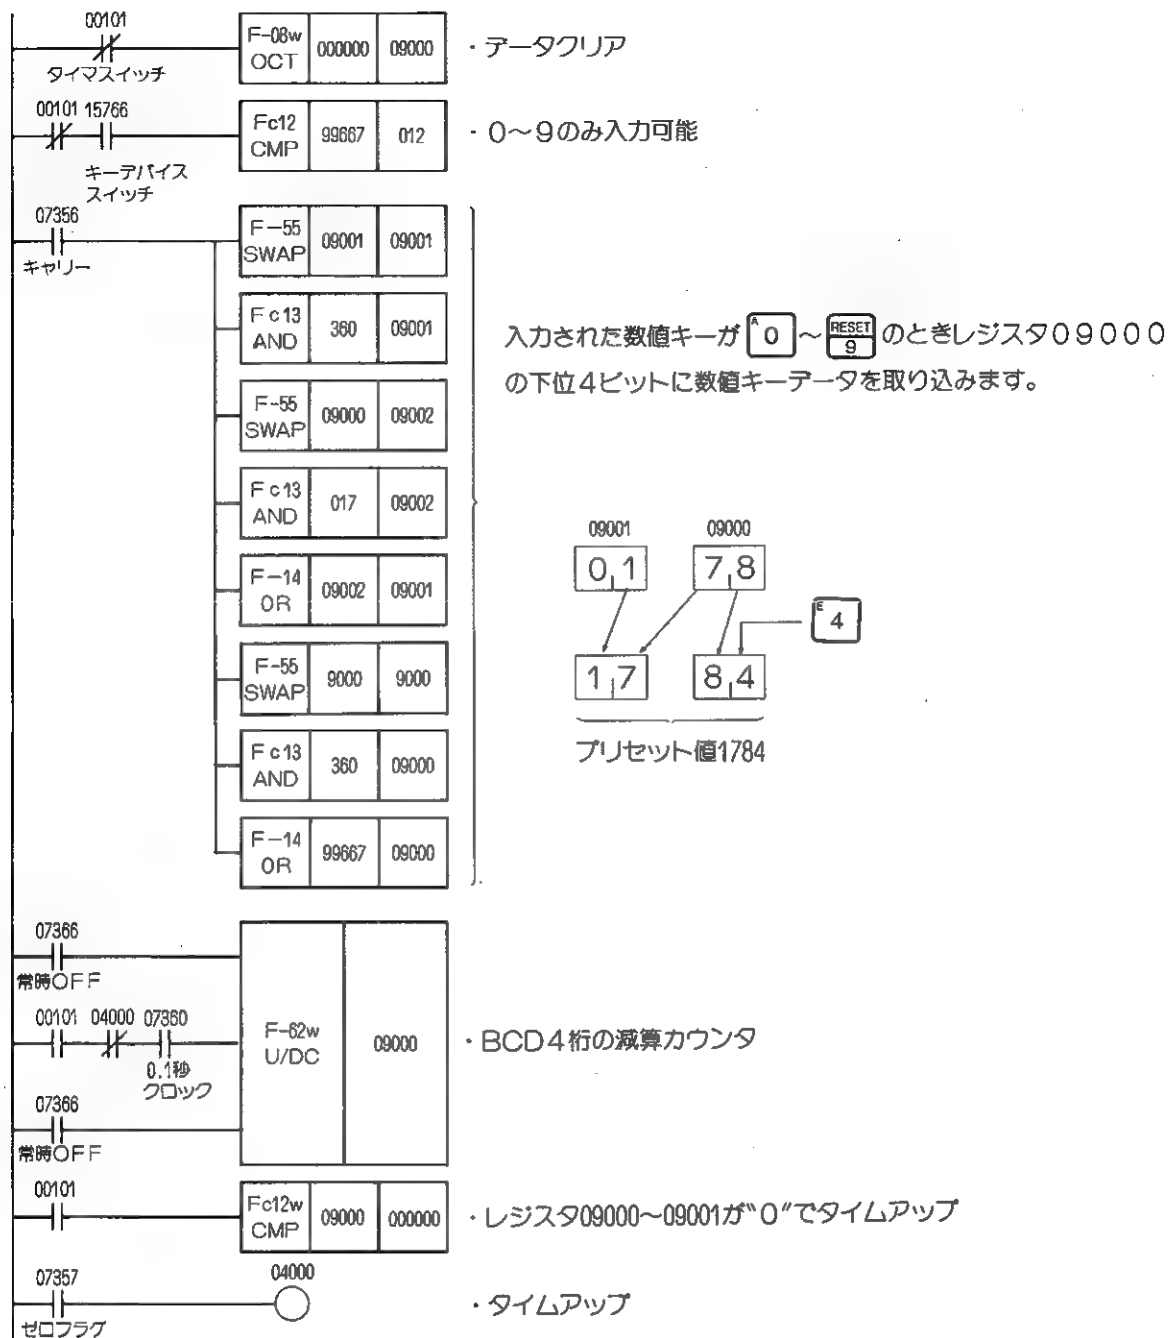 00101
タイマスイッチ
F-08w
OCT
000000
09000
・データクリア
00101 15766
キーデバイス
スイッチ
Fc12
CMP
99667
012
・0～9のみ入力可能
07356
キャリー
F-55
SWAP
09001
09001
Fc13
AND
360
09001
F-55
SWAP
09000
09002
Fc13
AND
017
09002
F-14
OR
09002
09001
F-55
SWAP
9000
9000
Fc13
AND
360
09000
F-14
OR
99667
09000
入力された数値キーが A 0 ～ RESET 9 のときレジスタ09000
の下位4ビットに数値キーデータを取り込みます。
09001 09000
0 1 7 8
E 4
1 7 8 4
プリセット値1784
07366
常時OFF
00101 04000 07360
0.1秒
クロック
07366
常時OFF
F-62w
U/DC
09000
・BCD4桁の減算カウンタ
00101
Fc12w
CMP
09000
000000
・レジスタ09000～09001が"0"でタイムアップ
07357
ゼロフラグ
04000
・タイムアップ